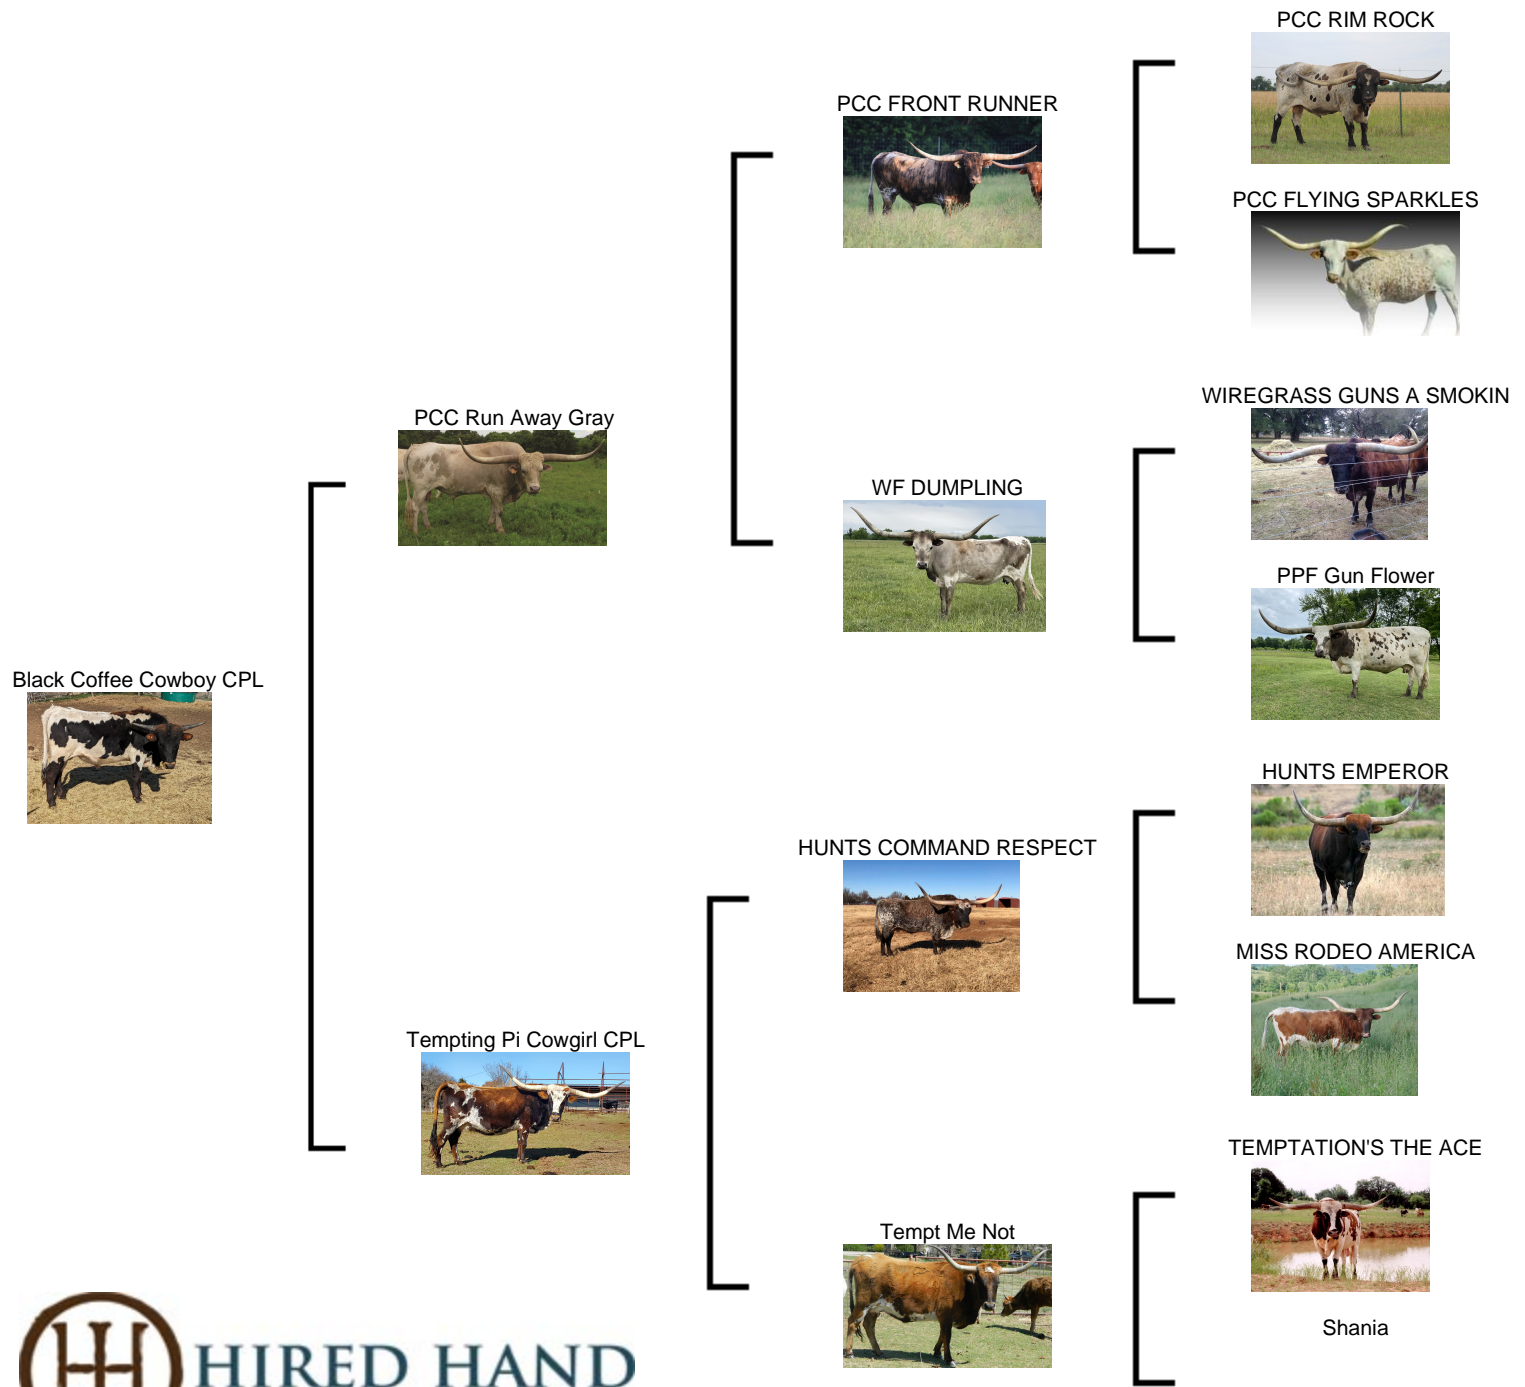 PCC RIM ROCK
PCC FRONT RUNNER
PCC FLYING SPARKLES
PCC Run Away Gray
WIREGRASS GUNS A SMOKIN
WF DUMPLING
PPF Gun Flower
Black Coffee Cowboy CPL
HUNTS EMPEROR
HUNTS COMMAND RESPECT
MISS RODEO AMERICA
Tempting Pi Cowgirl CPL
TEMPTATION'S THE ACE
Tempt Me Not
Shania
HIRED HAND